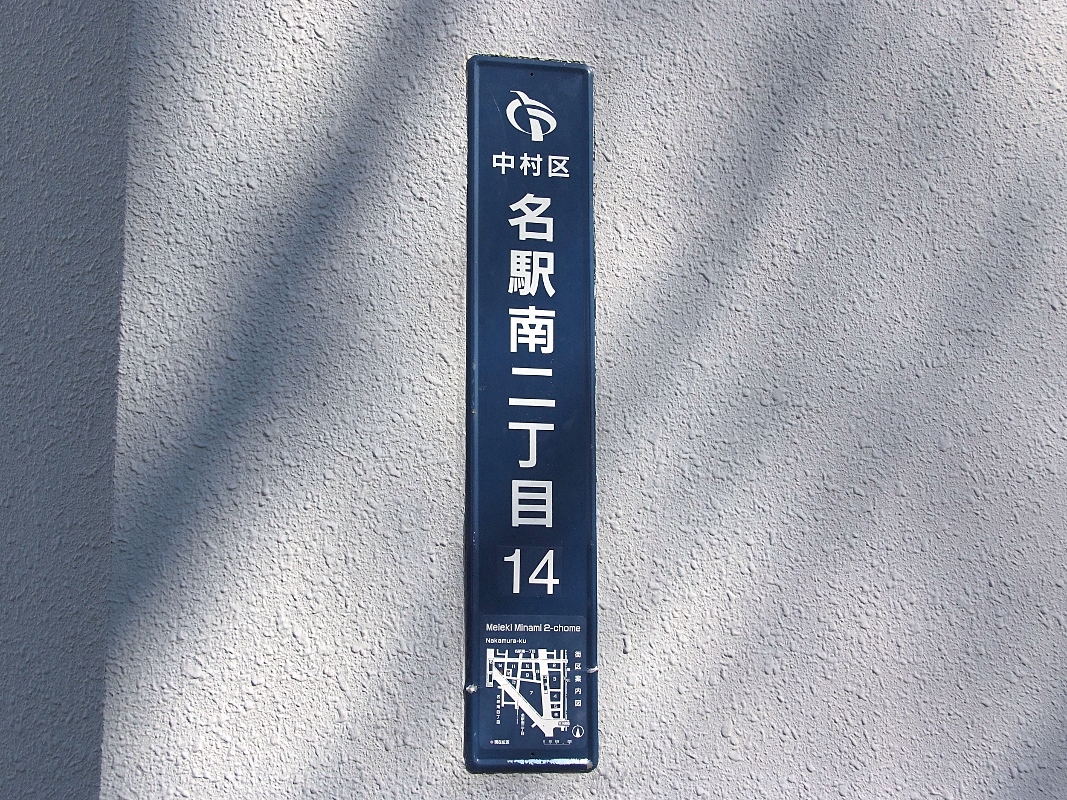 中村区
名駅南二丁目
14
Meieki Minami 2-chome
Nakamura-ku
街区案内図